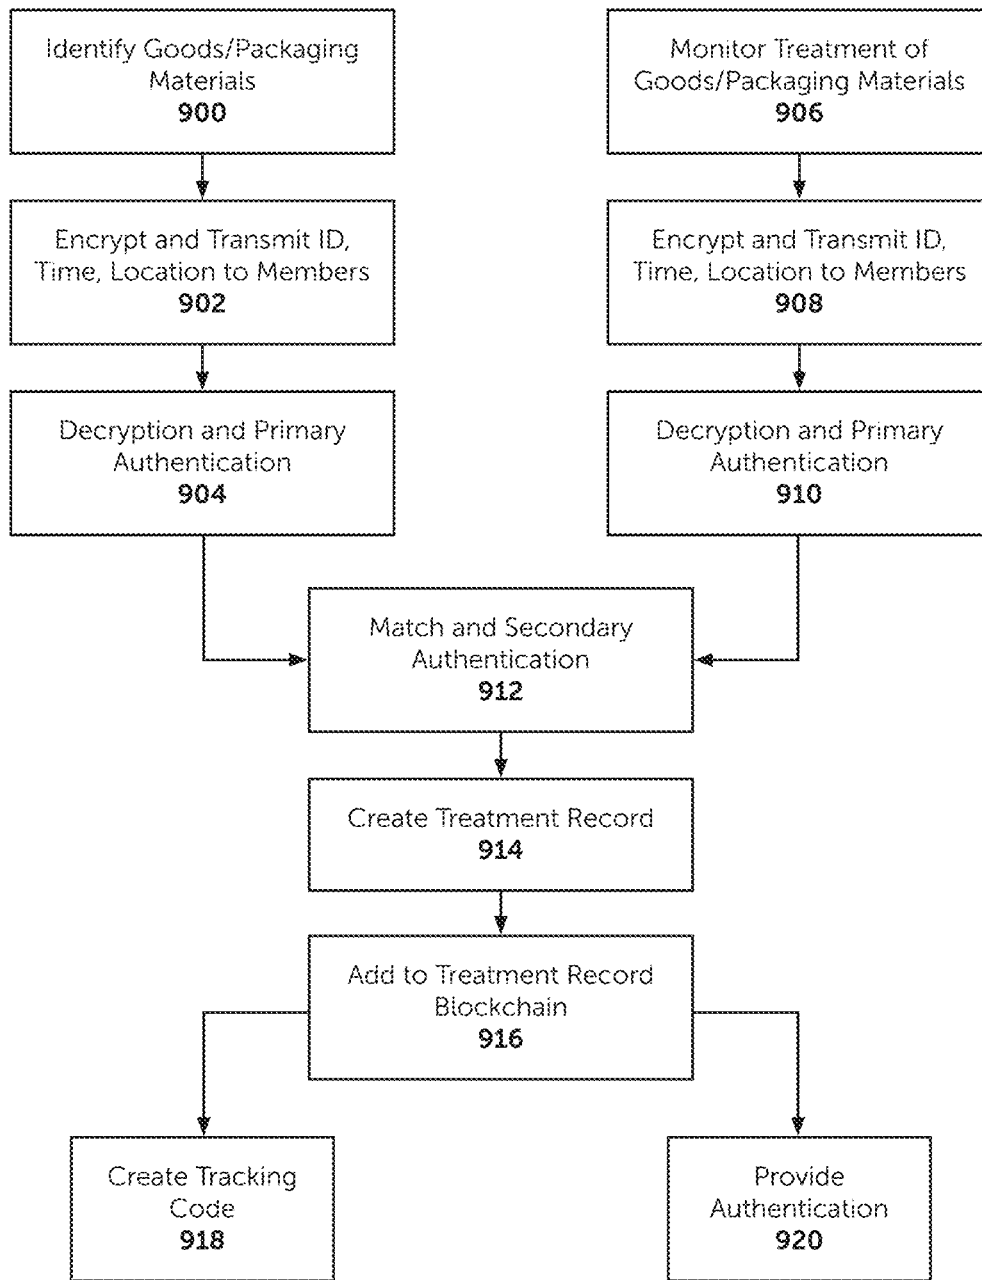 Identify Goods/Packaging
Materials
900
Monitor Treatment of
Goods/Packaging Materials
906
Encrypt and Transmit ID,
Time, Location to Members
902
Encrypt and Transmit ID,
Time, Location to Members
908
Decryption and Primary
Authentication
904
Decryption and Primary
Authentication
910
Match and Secondary
Authentication
912
Create Treatment Record
914
Add to Treatment Record
Blockchain
916
Create Tracking
Code
918
Provide
Authentication
920